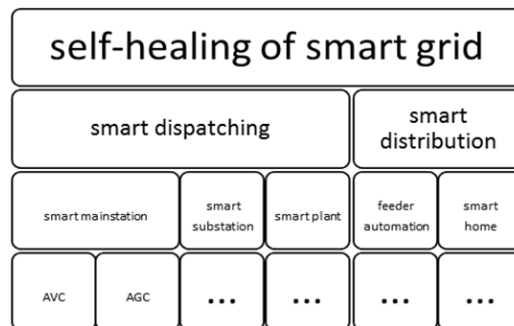 self-healing of smart grid
smart dispatching
smart
distribution
smart mainstation
smart
substation
smart plant
feeder
automation
smart
home
AVC
AGC
...
...
...
...